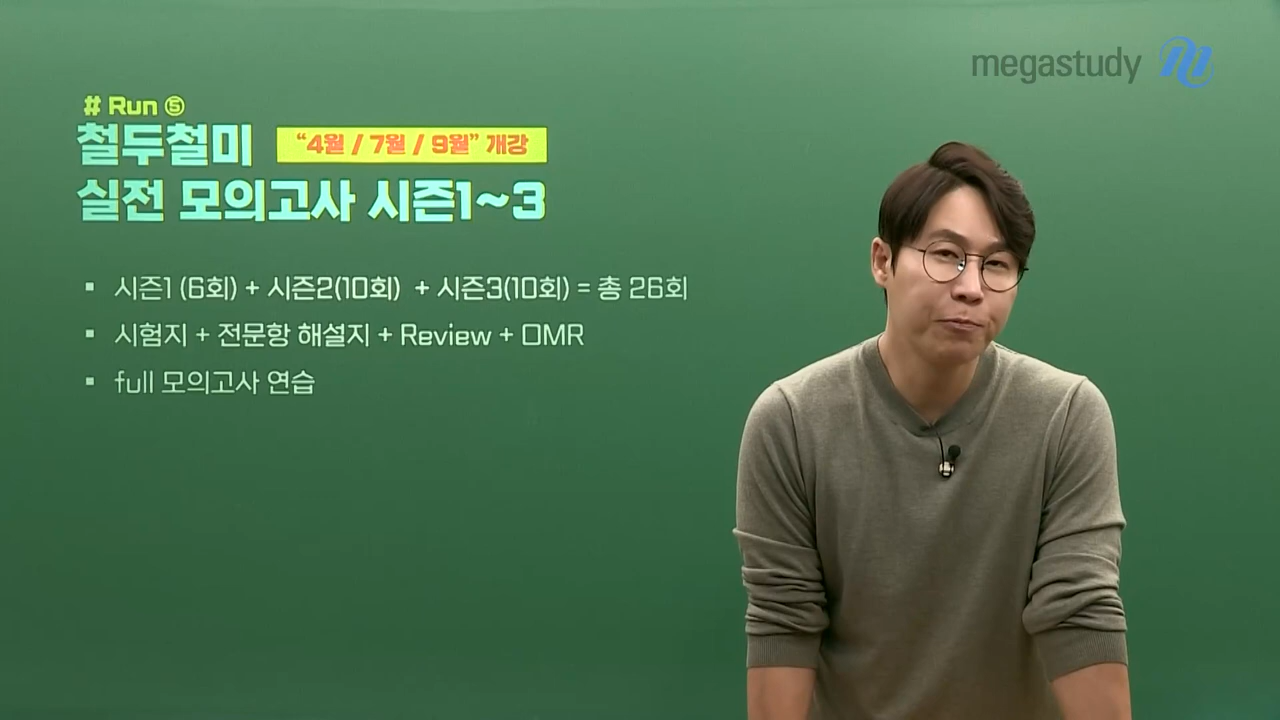 megastudy
# Run ⑤
철두철미 “4월 / 7월 / 9월” 개강
실전 모의고사 시즌1~3
▪ 시즌1 (6회) + 시즌2(10회) + 시즌3(10회) = 총 26회
▪ 시험지 + 전문항 해설지 + Review + OMR
▪ full 모의고사 연습